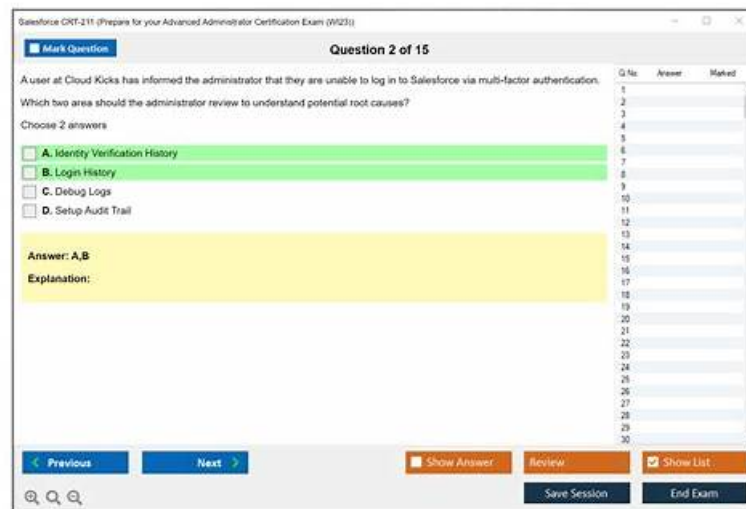 Salesforce CRT-211 (Prepare for your Advanced Administrator Certification Exam (WI23))
Mark Question
Question 2 of 15
A user at Cloud Kicks has informed the administrator that they are unable to log in to Salesforce via multi-factor authentication.
Which two area should the administrator review to understand potential root causes?
Choose 2 answers
A. Identity Verification History
B. Login History
C. Debug Logs
D. Setup Audit Trail
Answer: A,B
Explanation:
Q.No. Answer Marked
1
2
3
4
5
6
7
8
9
10
11
12
13
14
15
16
17
18
19
20
21
22
23
24
25
26
27
28
29
30
Previous
Next
Show Answer
Review
Show List
Save Session
End Exam